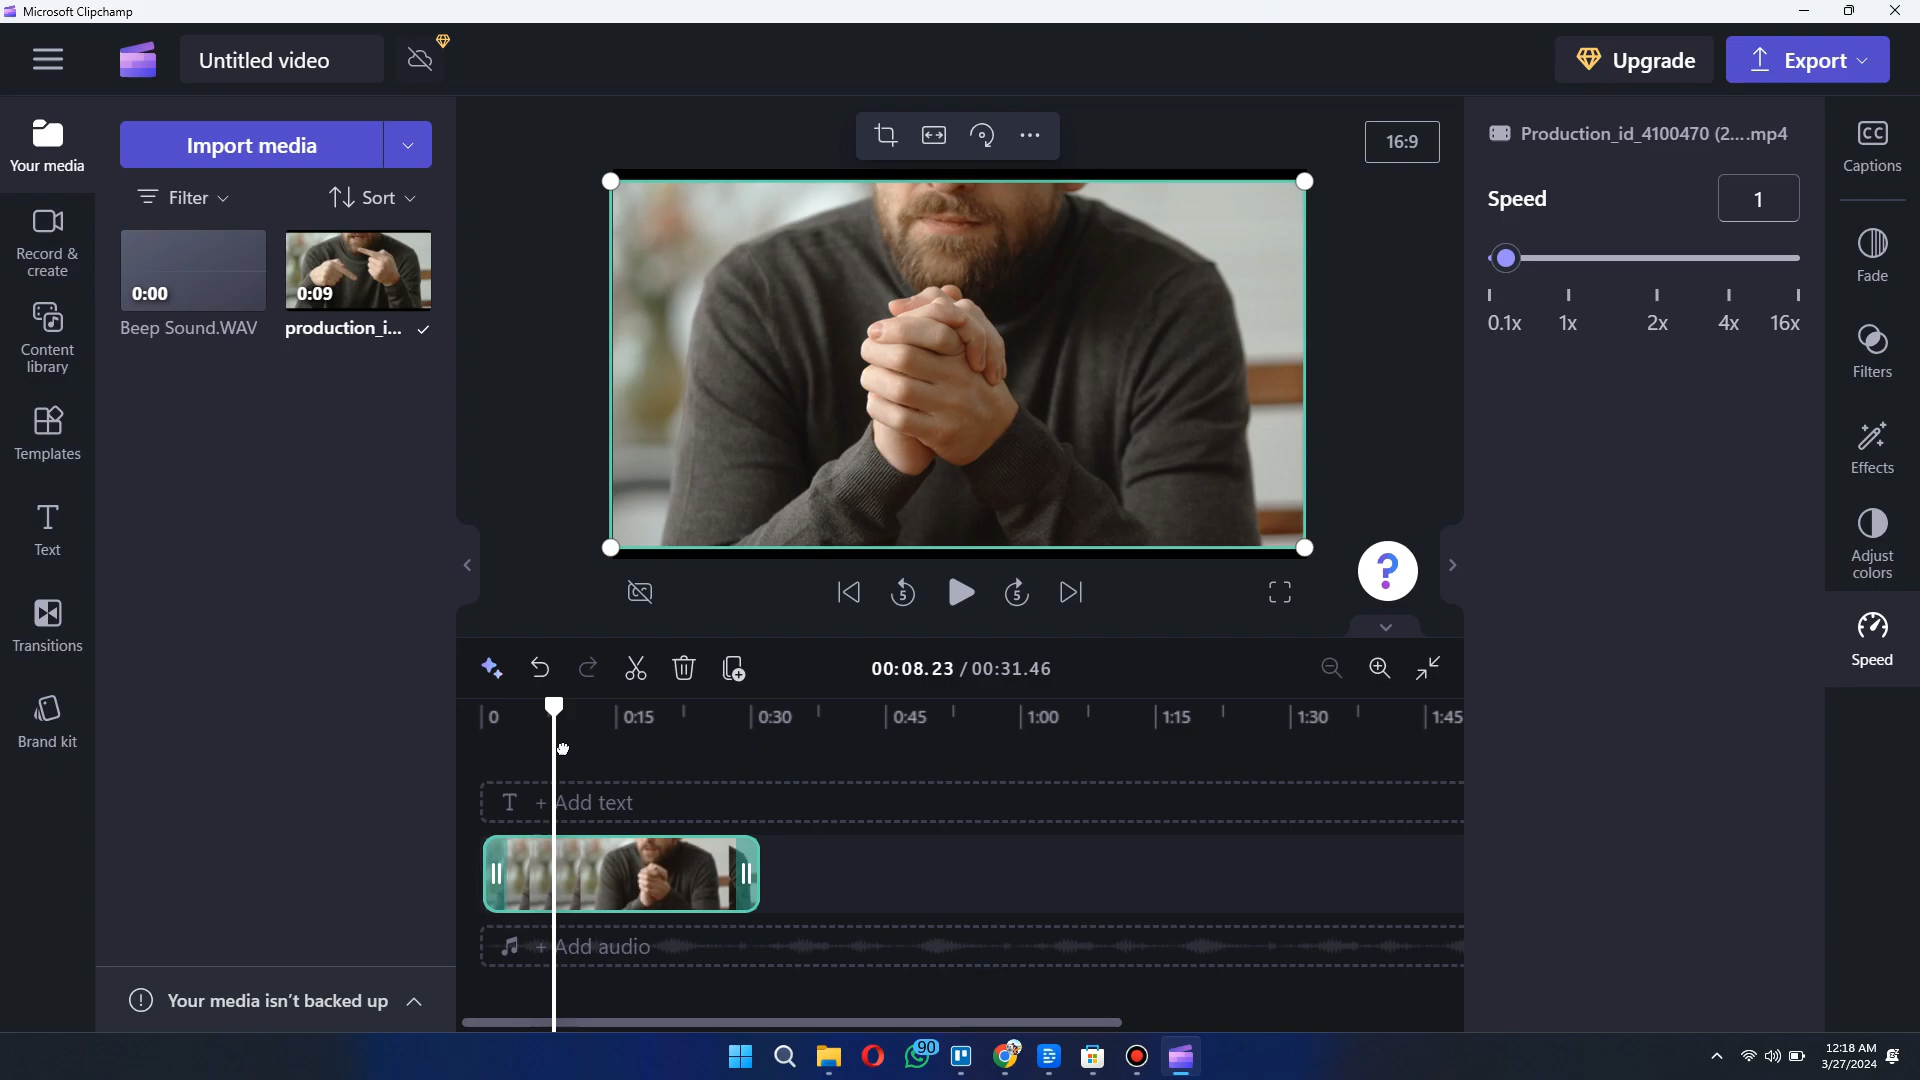 Microsoft Clipchamp
Untitled video
Upgrade
Export
Your media
Import media
Filter
Sort
0:00
0:09
Beep Sound.WAV
production_i...
Record &
create
Content
library
Templates
Text
Transitions
Brand kit
16:9
Production_id_4100470 (2....mp4
Speed
1
0.1x 1x 2x 4x 16x
CC
Captions
Fade
Filters
Effects
Adjust
colors
Speed
CC
5
5
?
00:08.23 / 00:31.46
0 0:15 0:30 0:45 1:00 1:15 1:30 1:45
T + Add text
+ Add audio
Your media isn't backed up
90
12:18 AM
3/27/2024